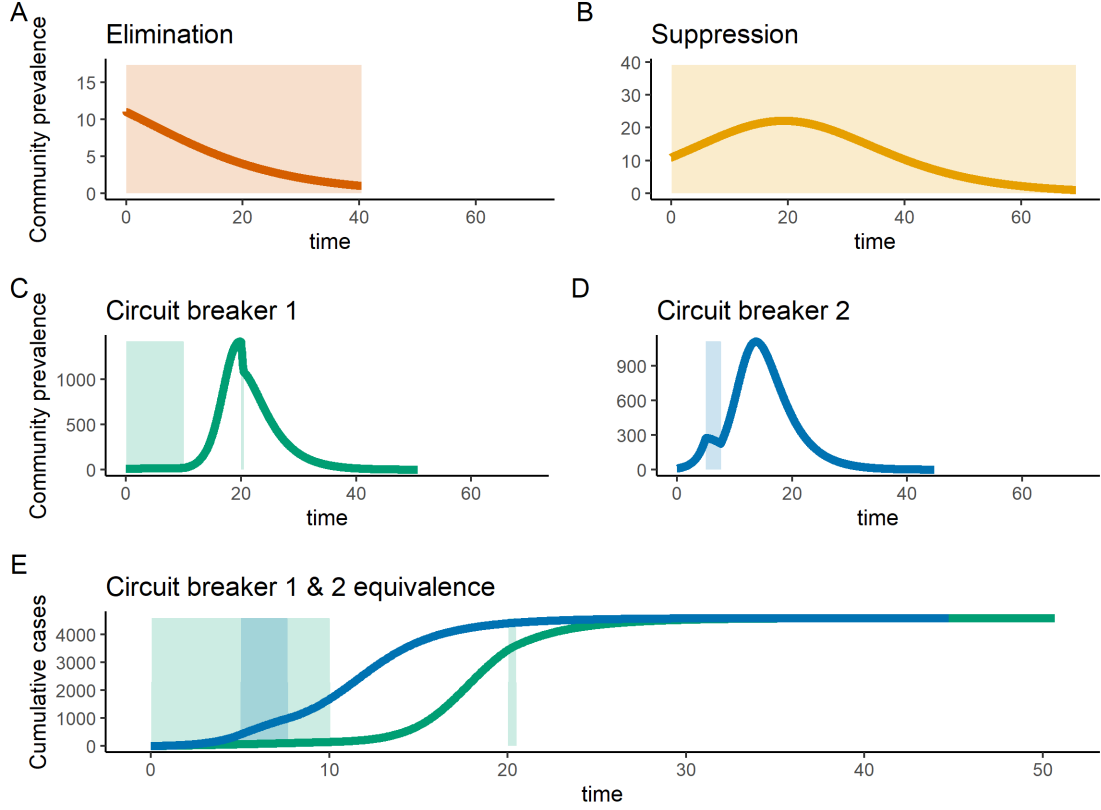 A
Elimination
Community prevalence
15
10
5
0
0 20 40 60
time
B
Suppression
40
30
20
10
0
0 20 40 60
time
C
Circuit breaker 1
Community prevalence
1000
500
0
0 20 40 60
time
D
Circuit breaker 2
900
600
300
0
0 20 40 60
time
E
Circuit breaker 1 & 2 equivalence
Cumulative cases
4000
3000
2000
1000
0
0 10 20 30 40 50
time